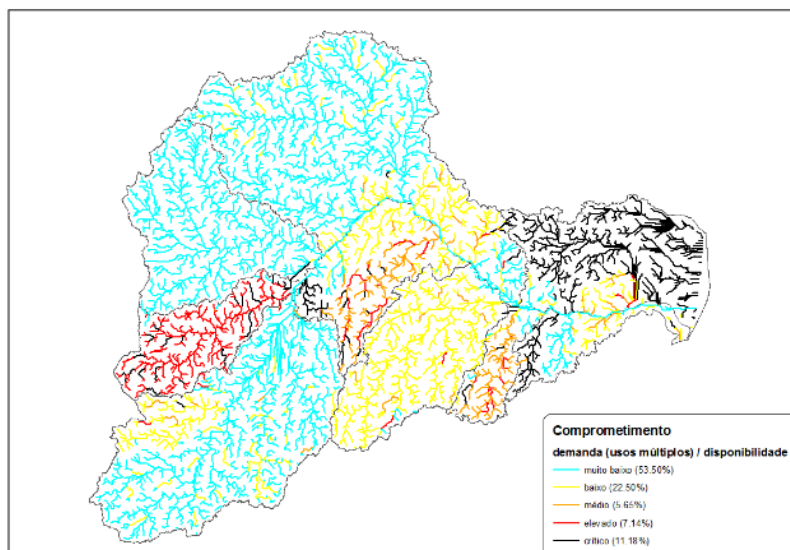 Comprometimento
demanda (usos múltiplos) / disponibilidade
muito baixo (53.50%)
baixo (22.50%)
médio (5.65%)
elevado (7.14%)
crítico (11.18%)